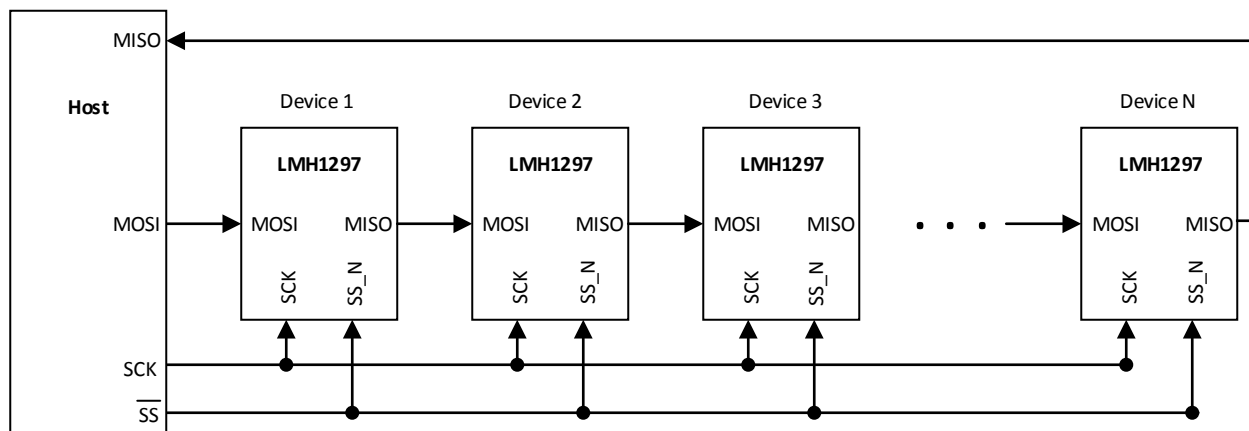 MISO
Host
Device 1 Device 2 Device 3 Device N
LMH1297 LMH1297 LMH1297 LMH1297
MOSI MOSI MISO MOSI MISO MOSI MISO . . . MOSI MISO
SCK SS_N SCK SS_N SCK SS_N SCK SS_N
SCK
S̅S̅